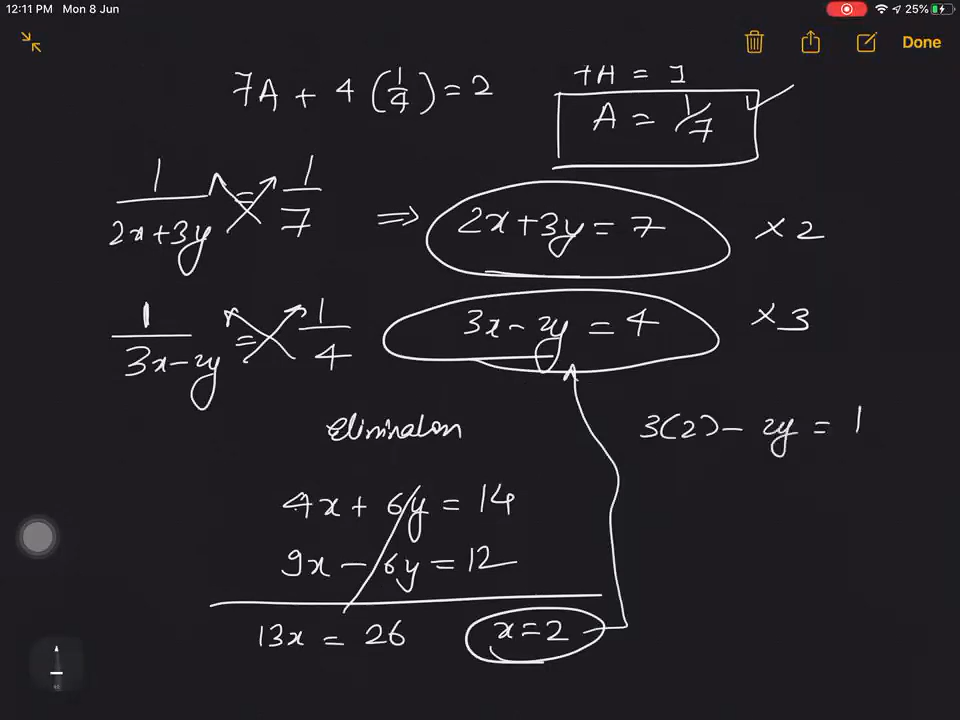 12:11 PM Mon 8 Jun 25%
Done
7A + 4 (1/4) = 2
7A = 1
A = 1/7
1/(2x+3y) = 1/7 ⇒ 2x+3y = 7 ×2
1/(3x-2y) = 1/4 3x-2y = 4 ×3
Elimination 3(2) - 2y = 1
4x + 6y = 14
9x - 6y = 12
13x = 26 x=2